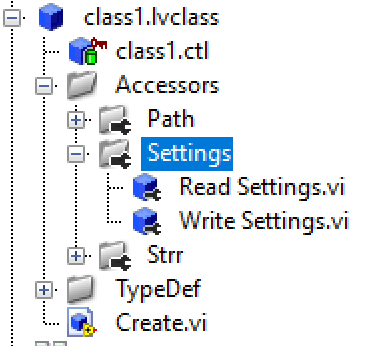 class1.lvclass
class1.ctl
Accessors
Path
Settings
Read Settings.vi
Write Settings.vi
Strr
TypeDef
Create.vi